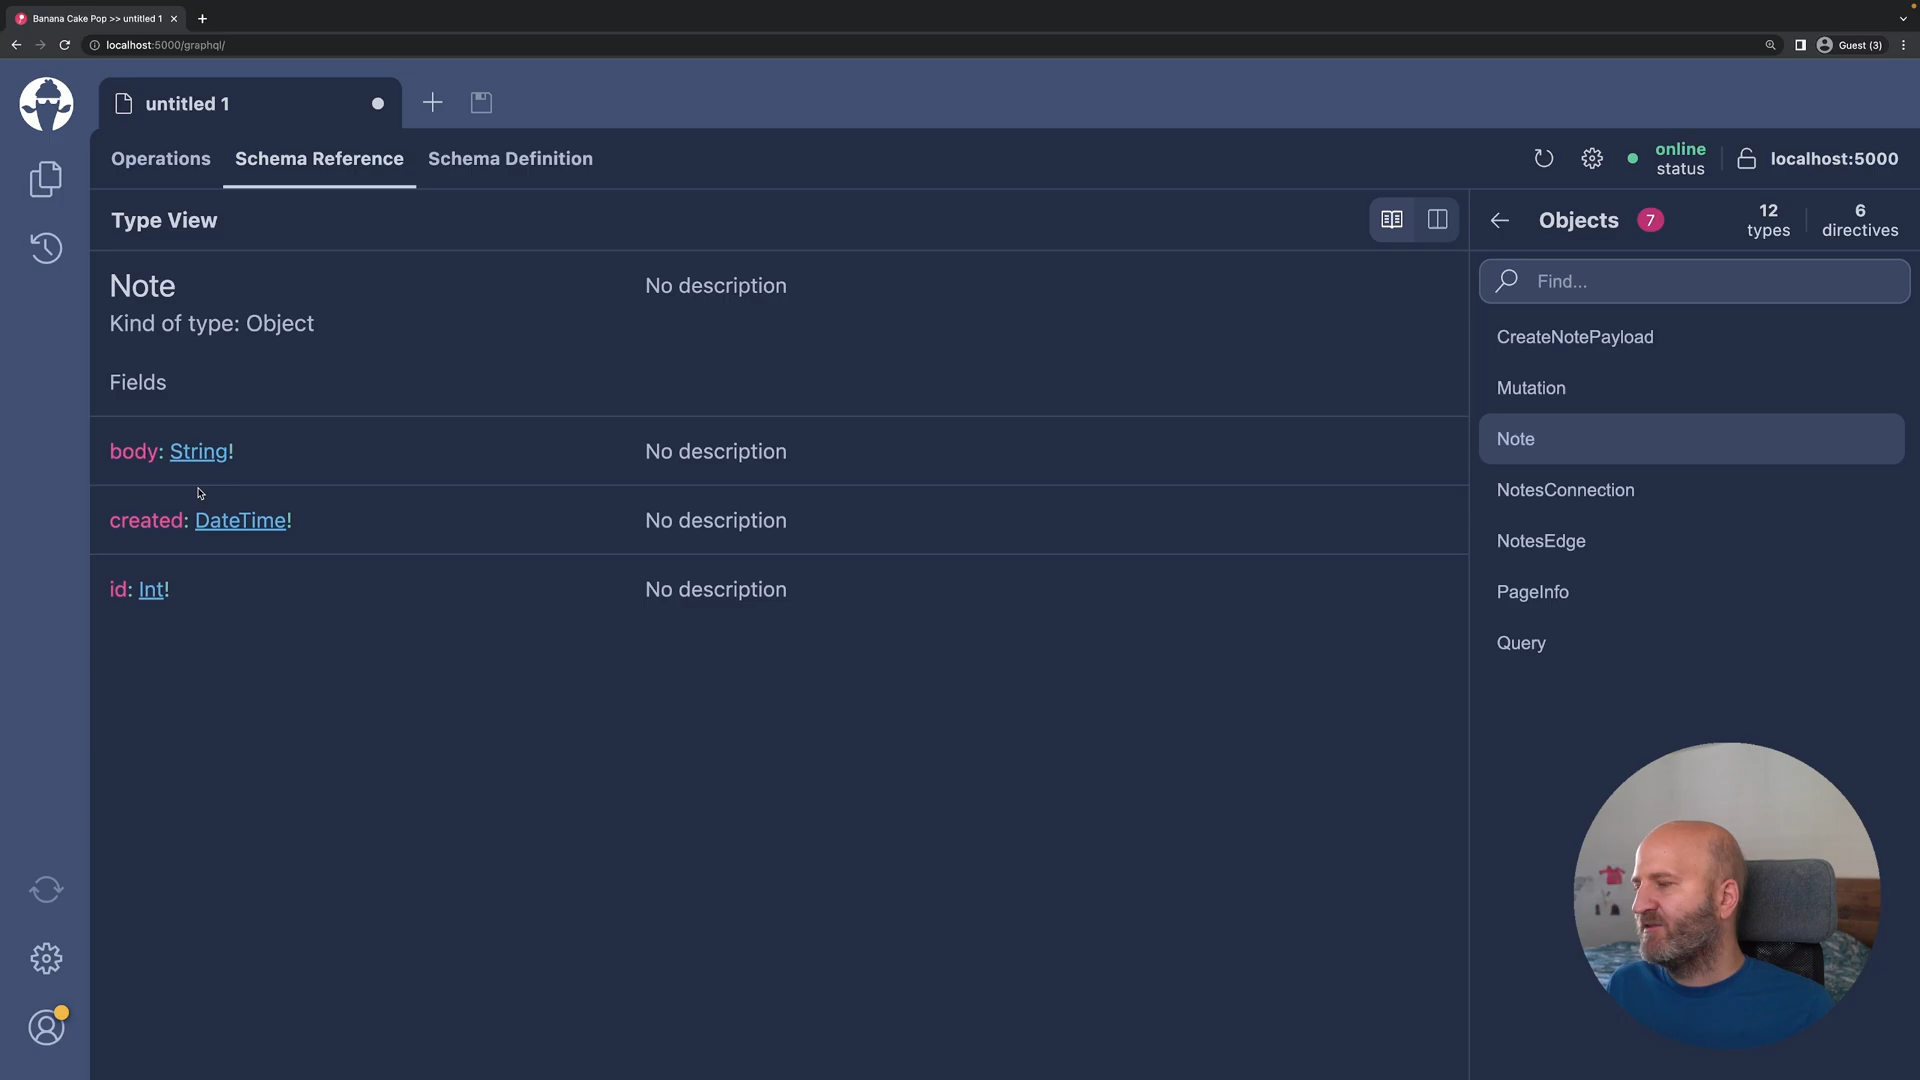 Banana Cake Pop >> untitled 1
localhost:5000/graphql/
Guest (3)
untitled 1
Operations
Schema Reference
Schema Definition
online
status
localhost:5000
Type View
Objects
7
12
types
6
directives
Note
No description
Kind of type: Object
Find...
Fields
body: String!
No description
created: DateTime!
No description
id: Int!
No description
CreateNotePayload
Mutation
Note
NotesConnection
NotesEdge
PageInfo
Query